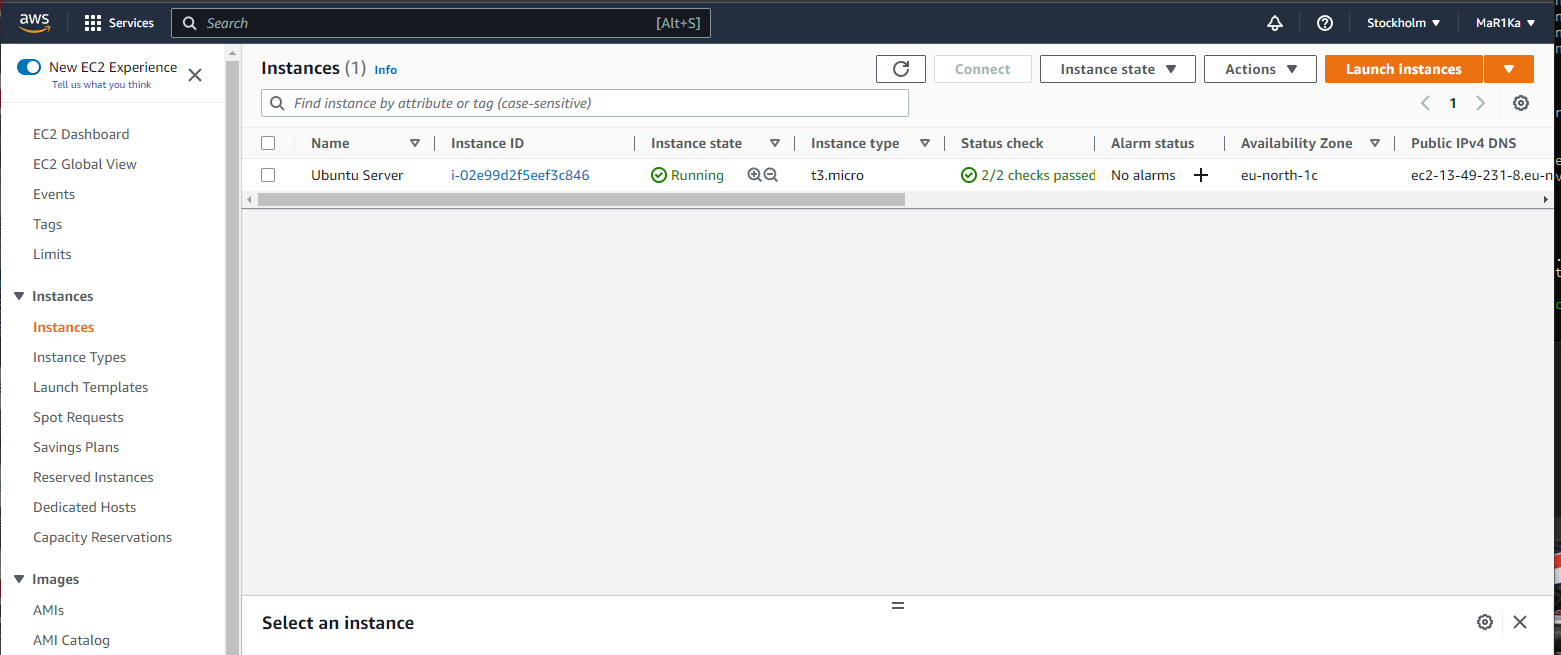 aws Services Search [Alt+S] Stockholm MaR1Ka
New EC2 Experience
Tell us what you think
EC2 Dashboard
EC2 Global View
Events
Tags
Limits
Instances
Instances
Instance Types
Launch Templates
Spot Requests
Savings Plans
Reserved Instances
Dedicated Hosts
Capacity Reservations
Images
AMIs
AMI Catalog
Instances (1) Info Connect Instance state Actions Launch instances
Find instance by attribute or tag (case-sensitive) 1
Name Instance ID Instance state Instance type Status check Alarm status Availability Zone Public IPv4 DNS
Ubuntu Server i-02e99d2f5eef3c846 Running t3.micro 2/2 checks passed No alarms eu-north-1c ec2-13-49-231-8.eu-n
Select an instance